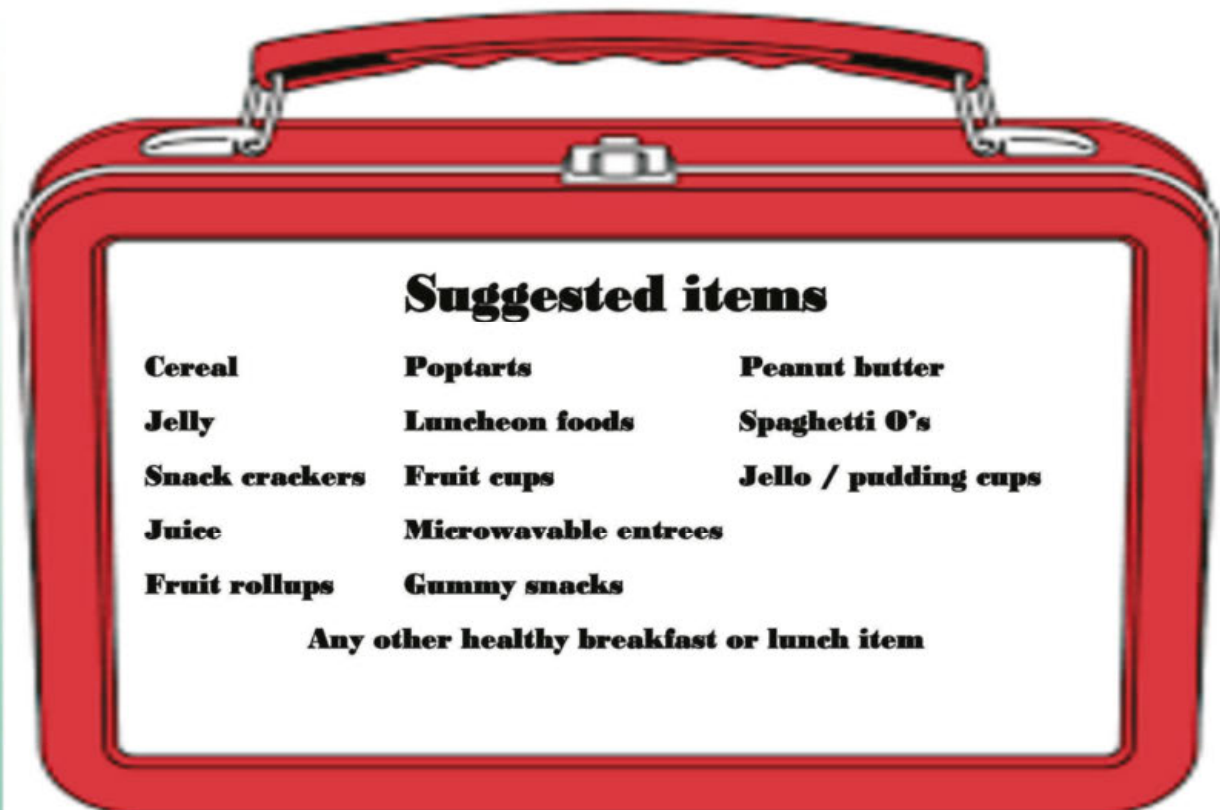 Suggested items
Cereal Poptarts Peanut butter
Jelly Luncheon foods Spaghetti O's
Snack crackers Fruit cups Jello / pudding cups
Juice Microwavable entrees
Fruit rollups Gummy snacks
Any other healthy breakfast or lunch item